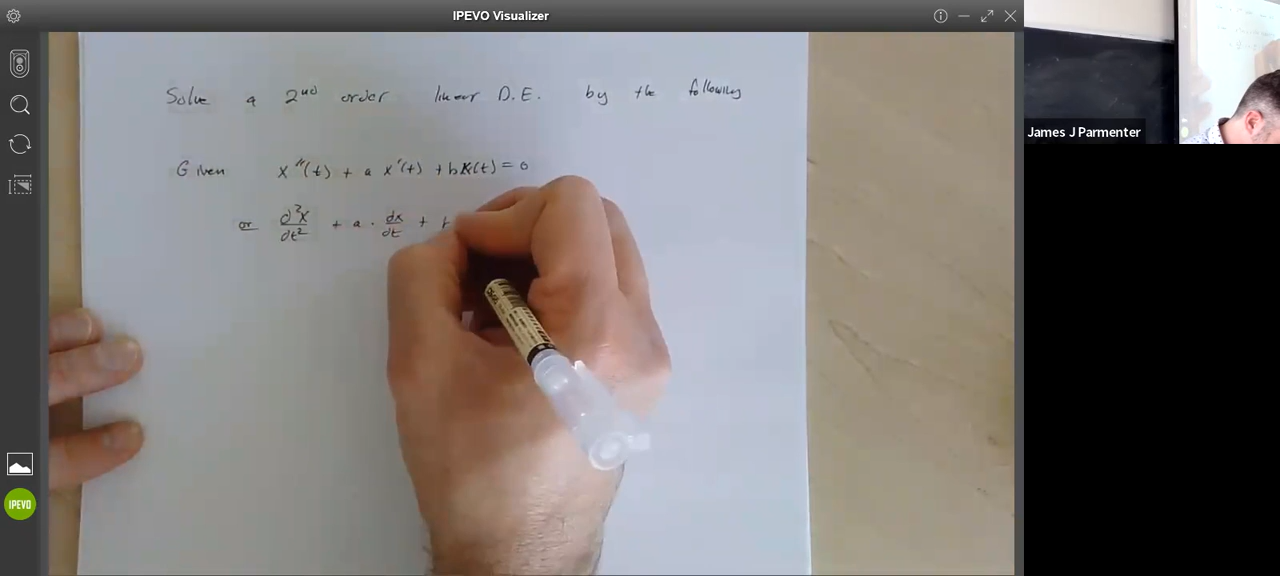 IPEVO Visualizer
Solve a 2nd order linear D.E. by the following
Given x''(t) + a x'(t) + bx(t) = 0
or d²x/dt² + a · dx/dt +
James J Parmenter
IPEVO